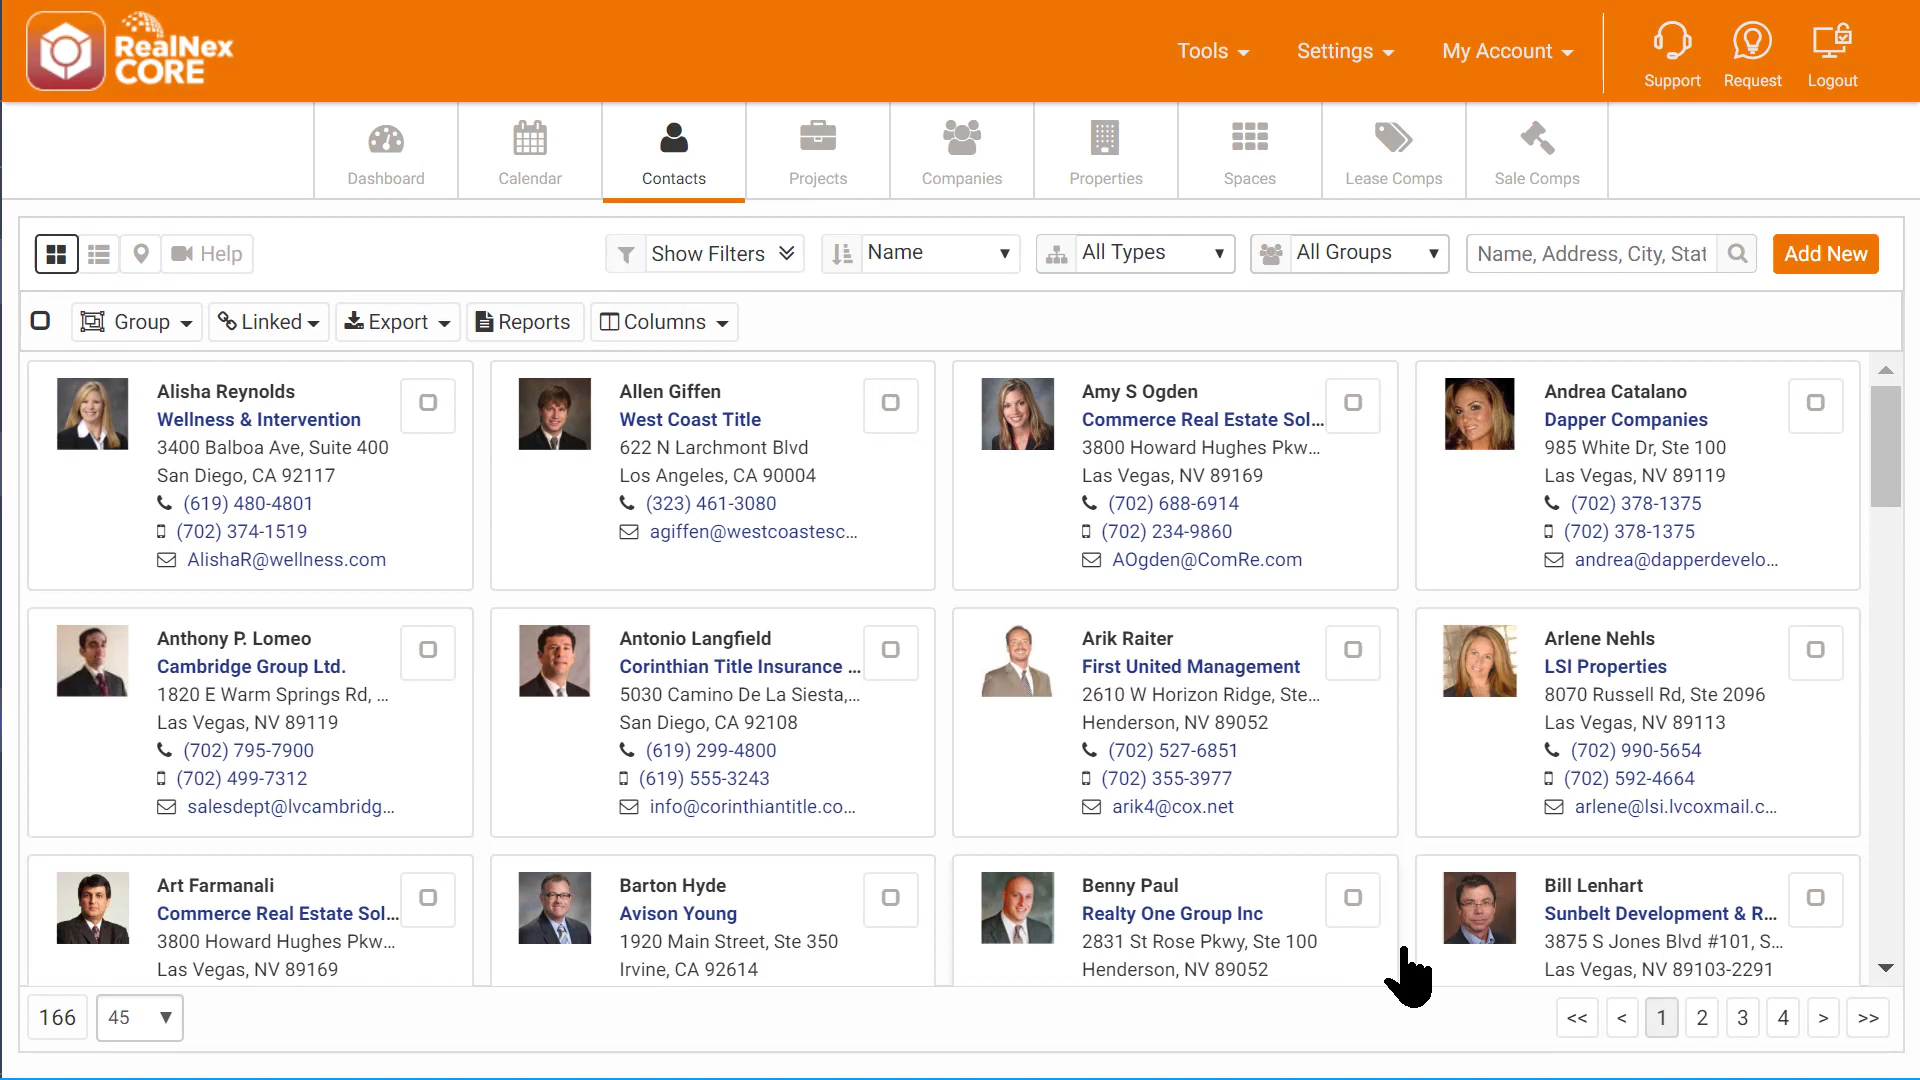 RealNex
CORE
Tools
Settings
My Account
Support
Request
Logout
Dashboard
Calendar
Contacts
Projects
Companies
Properties
Spaces
Lease Comps
Sale Comps
Help
Show Filters
Name
All Types
All Groups
Name, Address, City, Stat
Add New
Group
Linked
Export
Reports
Columns
Alisha Reynolds
Wellness & Intervention
3400 Balboa Ave, Suite 400
San Diego, CA 92117
(619) 480-4801
(702) 374-1519
AlishaR@wellness.com
Allen Giffen
West Coast Title
622 N Larchmont Blvd
Los Angeles, CA 90004
(323) 461-3080
agiffen@westcoastesc...
Amy S Ogden
Commerce Real Estate Sol...
3800 Howard Hughes Pkw...
Las Vegas, NV 89169
(702) 688-6914
(702) 234-9860
AOgden@ComRe.com
Andrea Catalano
Dapper Companies
985 White Dr, Ste 100
Las Vegas, NV 89119
(702) 378-1375
(702) 378-1375
andrea@dapperdevelo...
Anthony P. Lomeo
Cambridge Group Ltd.
1820 E Warm Springs Rd, ...
Las Vegas, NV 89119
(702) 795-7900
(702) 499-7312
salesdept@lvcambridg...
Antonio Langfield
Corinthian Title Insurance ...
5030 Camino De La Siesta,...
San Diego, CA 92108
(619) 299-4800
(619) 555-3243
info@corinthiantitle.co...
Arik Raiter
First United Management
2610 W Horizon Ridge, Ste...
Henderson, NV 89052
(702) 527-6851
(702) 355-3977
arik4@cox.net
Arlene Nehls
LSI Properties
8070 Russell Rd, Ste 2096
Las Vegas, NV 89113
(702) 990-5654
(702) 592-4664
arlene@lsi.lvcoxmail.c...
Art Farmanali
Commerce Real Estate Sol...
3800 Howard Hughes Pkw...
Las Vegas, NV 89169
Barton Hyde
Avison Young
1920 Main Street, Ste 350
Irvine, CA 92614
Benny Paul
Realty One Group Inc
2831 St Rose Pkwy, Ste 100
Henderson, NV 89052
Bill Lenhart
Sunbelt Development & R...
3875 S Jones Blvd #101, S...
Las Vegas, NV 89103-2291
166
45
<< < 1 2 3 4 > >>